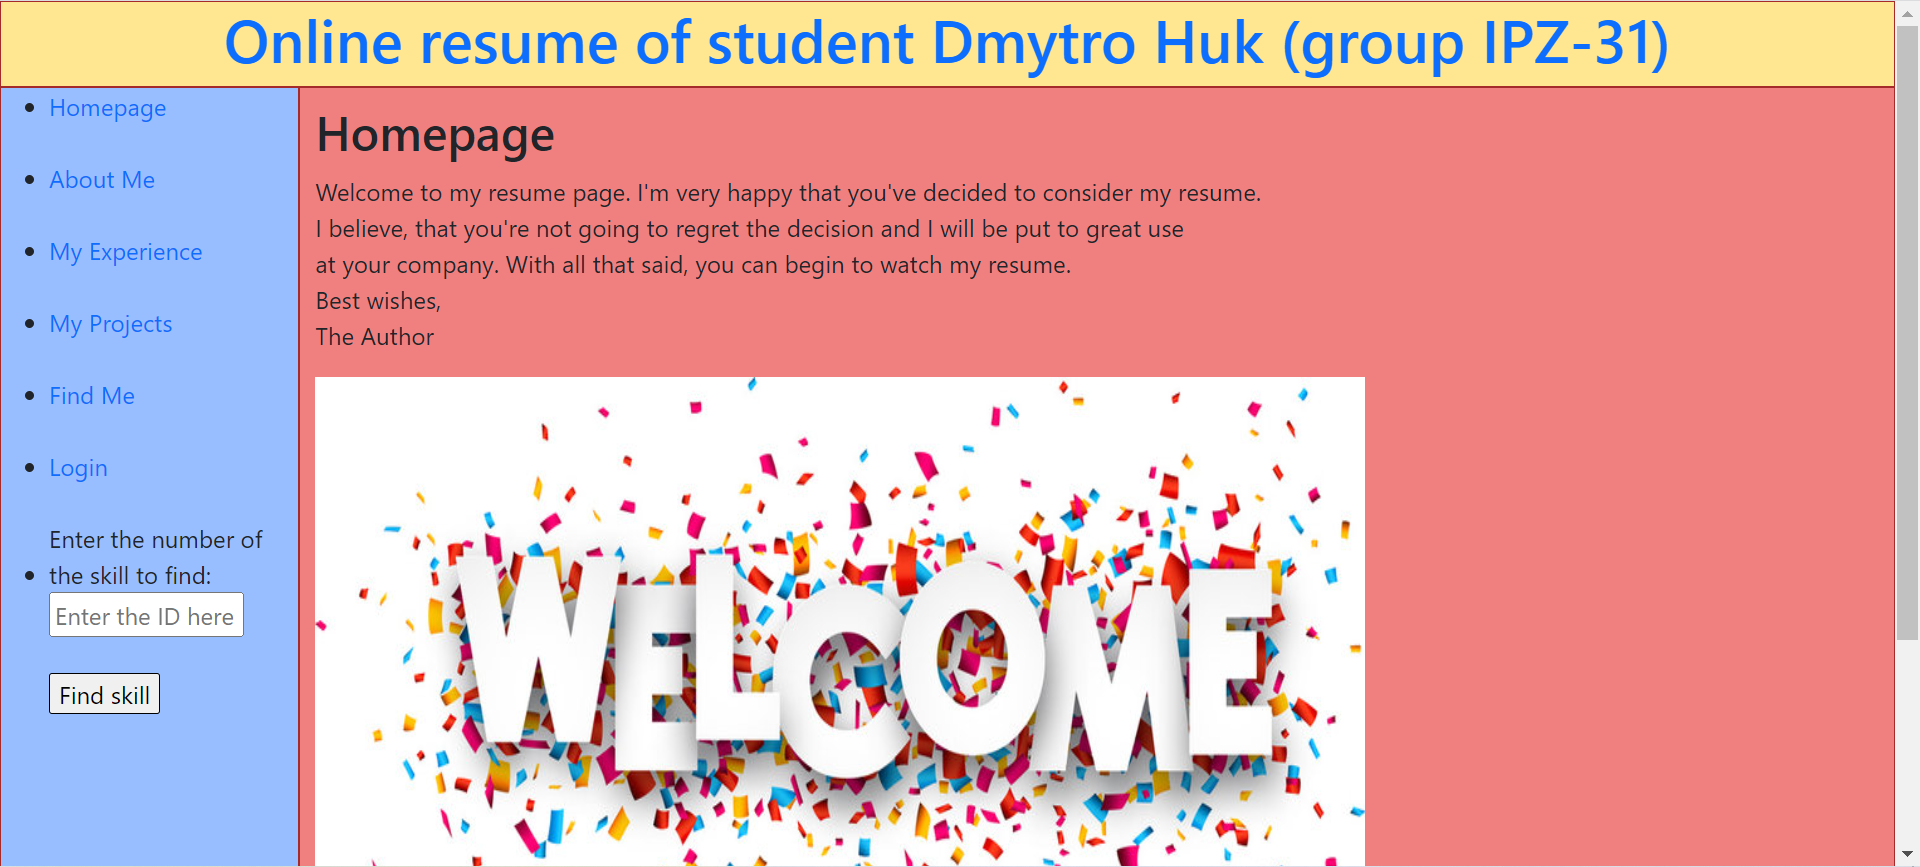 Online resume of student Dmytro Huk (group IPZ-31)
Homepage
About Me
My Experience
My Projects
Find Me
Login
Enter the number of
the skill to find:
Enter the ID here
Find skill
Homepage
Welcome to my resume page. I'm very happy that you've decided to consider my resume.
I believe, that you're not going to regret the decision and I will be put to great use
at your company. With all that said, you can begin to watch my resume.
Best wishes,
The Author
WELCOME